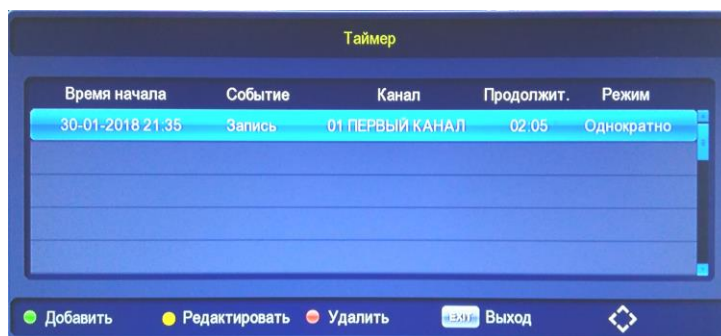 Таймер
Время начала Событие Канал Продолжит. Режим
30-01-2018 21:35 Запись 01 ПЕРВЫЙ КАНАЛ 02:05 Однократно
Добавить Редактировать Удалить EXIT Выход